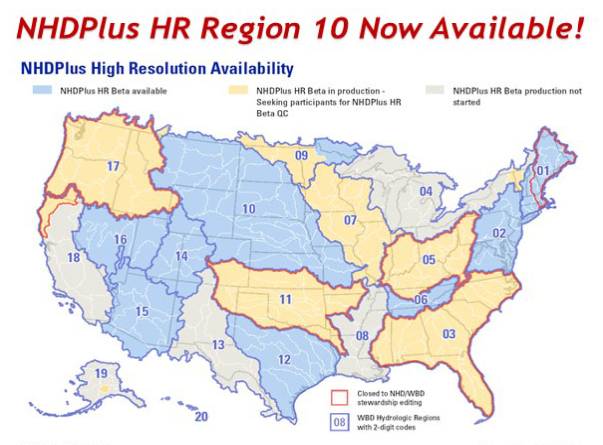 NHDPlus HR Region 10 Now Available!
NHDPlus High Resolution Availability
NHDPlus HR Beta available
NHDPlus HR Beta in production -
Seeking participants for NHDPlus HR
Beta QC
NHDPlus HR Beta production not
started
17
09
01
04
10
07
02
16
18
14
05
15
11
06
03
13
08
12
19
20
Closed to NHD/WBD
stewardship editing
08
WBD Hydrologic Regions
with 2-digit codes